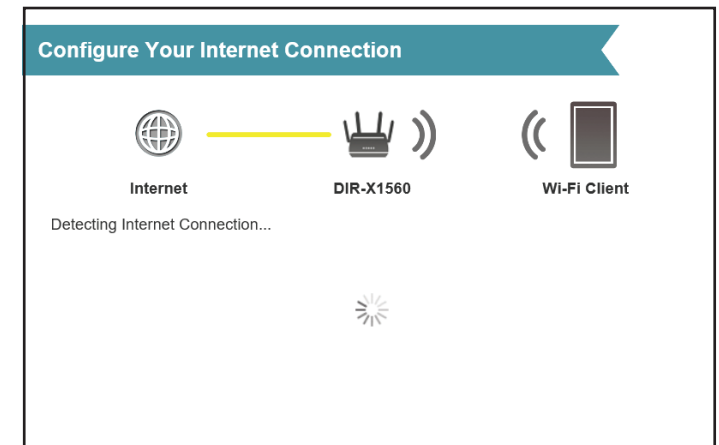 Configure Your Internet Connection
Internet
DIR-X1560
Wi-Fi Client
Detecting Internet Connection...